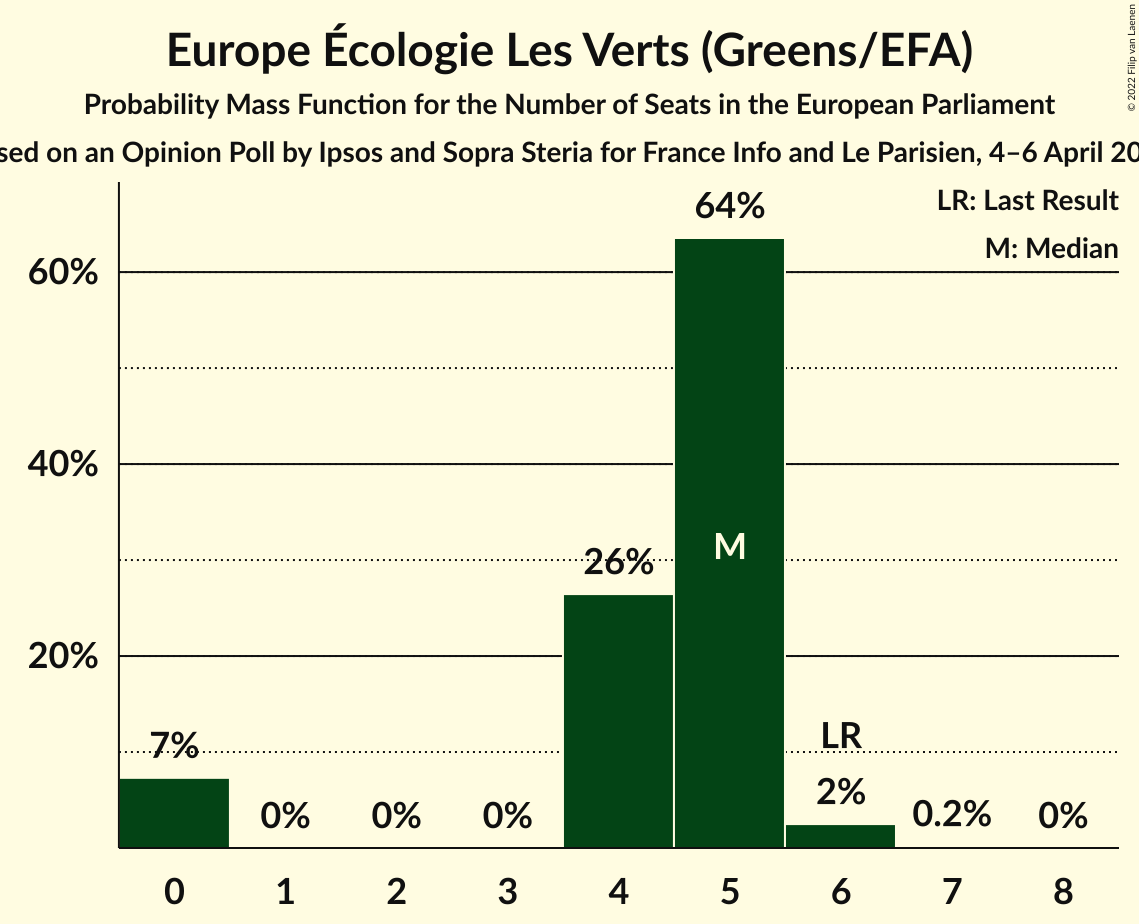 Europe Écologie Les Verts (Greens/EFA)
Probability Mass Function for the Number of Seats in the European Parliament
on an Opinion Poll by Ipsos and Sopra Steria for France Info and Le Parisien, 4–6 April
© 2022 Filip van Laenen
LR: Last Result
M: Median
60%
40%
20%
7%
0%
0%
0%
26%
64%
M
LR
2%
0.2%
0%
0 1 2 3 4 5 6 7 8